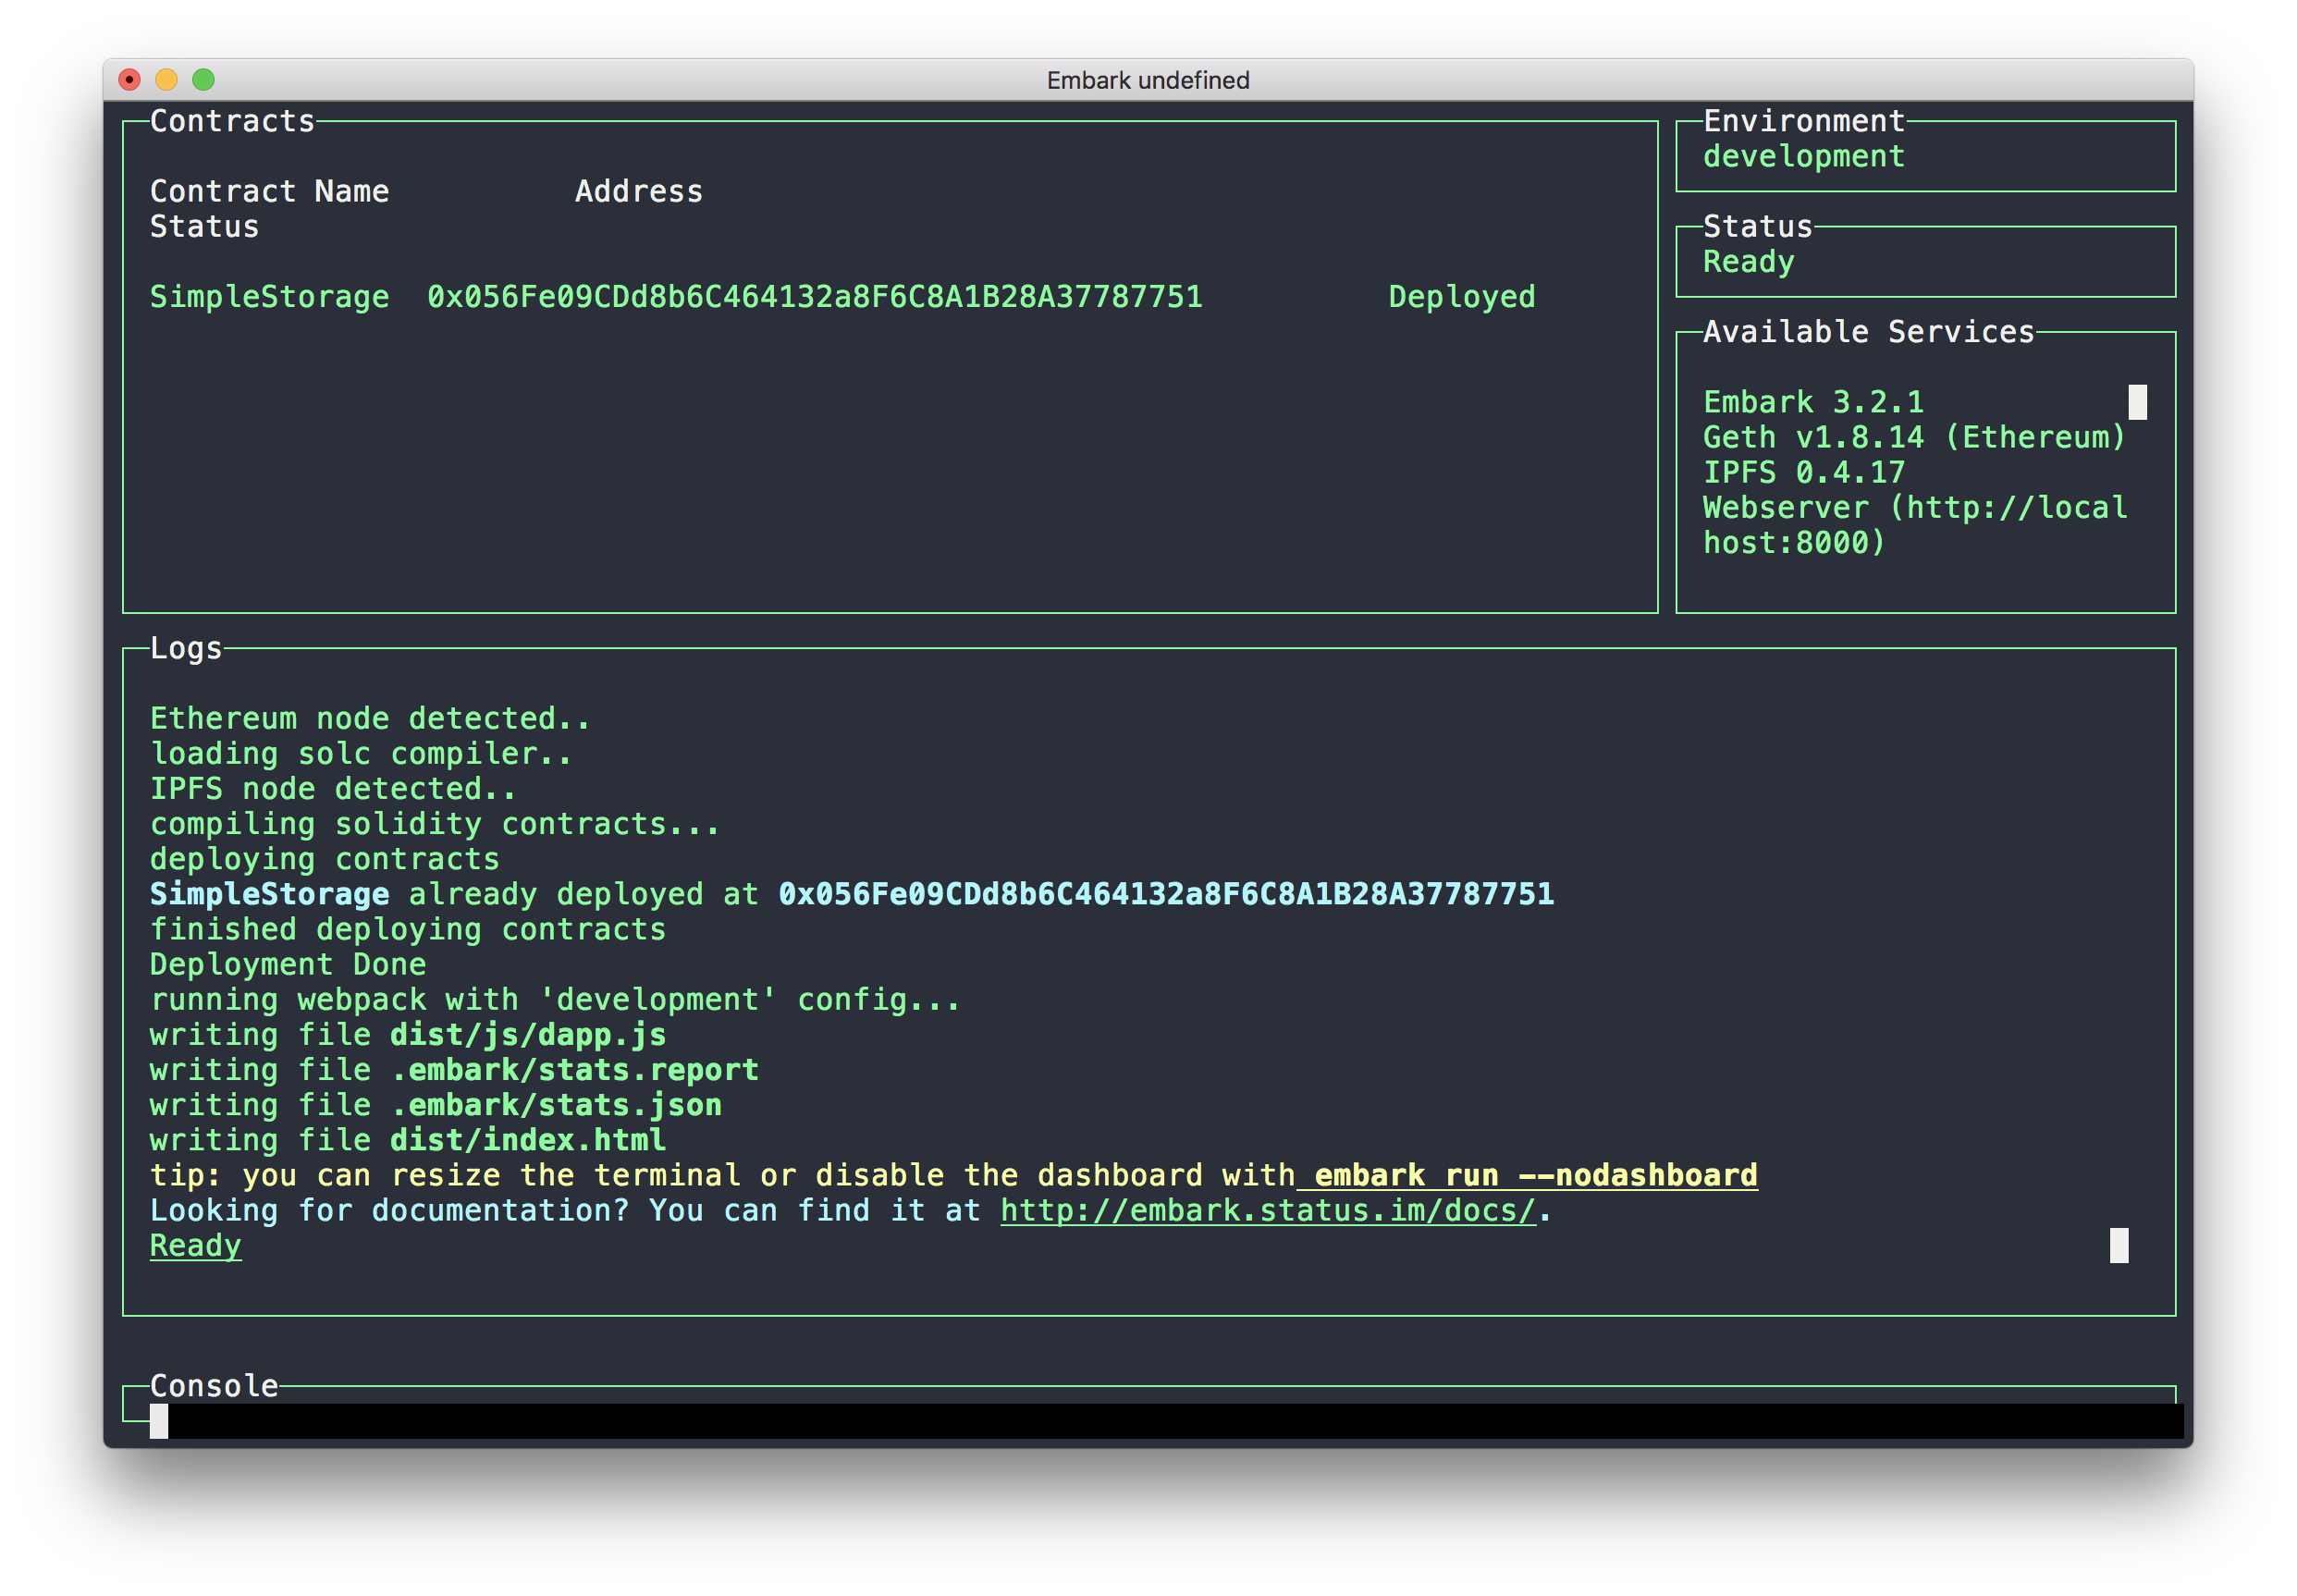 Embark undefined
Contracts
Contract Name Address
Status
SimpleStorage 0x056Fe09CDd8b6C464132a8F6C8A1B28A37787751 Deployed
Environment
development
Status
Ready
Available Services
Embark 3.2.1
Geth v1.8.14 (Ethereum)
IPFS 0.4.17
Webserver (http://local
host:8000)
Logs
Ethereum node detected..
loading solc compiler..
IPFS node detected..
compiling solidity contracts...
deploying contracts
SimpleStorage already deployed at 0x056Fe09CDd8b6C464132a8F6C8A1B28A37787751
finished deploying contracts
Deployment Done
running webpack with 'development' config...
writing file dist/js/dapp.js
writing file .embark/stats.report
writing file .embark/stats.json
writing file dist/index.html
tip: you can resize the terminal or disable the dashboard with embark run --nodashboard
Looking for documentation? You can find it at http://embark.status.im/docs/.
Ready
Console